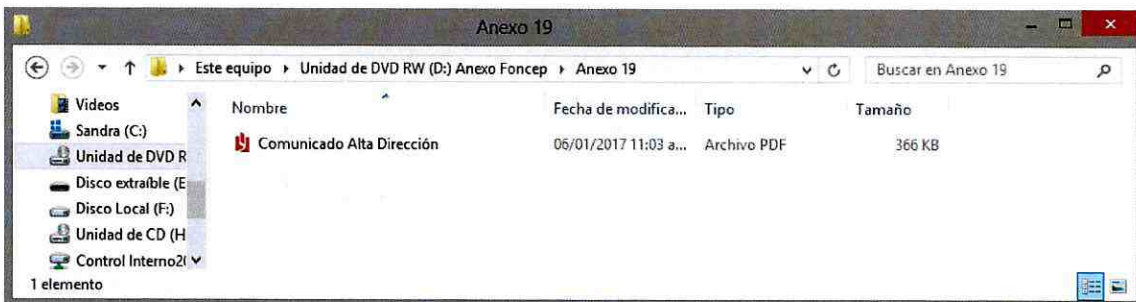 Anexo 19
Este equipo Unidad de DVD RW (D:) Anexo Foncep Anexo 19
Buscar en Anexo 19
Videos
Sandra (C:)
Unidad de DVD R
Disco extraíble (E
Disco Local (F:)
Unidad de CD (H
Control Interno2(
Nombre Fecha de modifica... Tipo Tamaño
Comunicado Alta Dirección 06/01/2017 11:03 a... Archivo PDF 366 KB
1 elemento